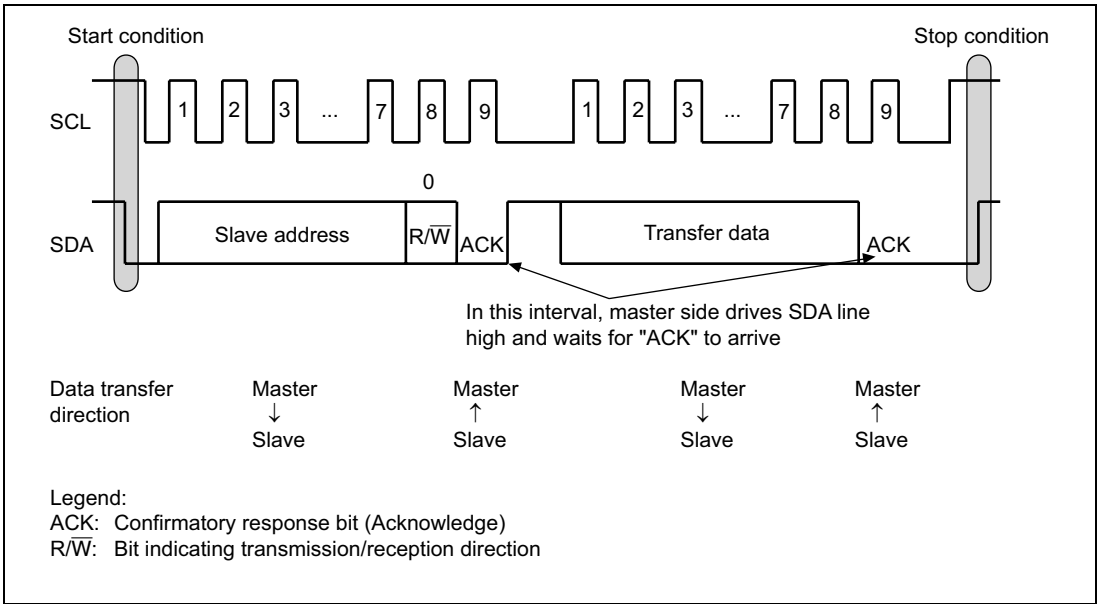 Start condition Stop condition
SCL 1 2 3 ... 7 8 9 1 2 3 ... 7 8 9
0
SDA Slave address R/W̅ ACK Transfer data ACK
In this interval, master side drives SDA line
high and waits for "ACK" to arrive
Data transfer Master Master Master Master
direction ↓ ↑ ↓ ↑
Slave Slave Slave Slave
Legend:
ACK: Confirmatory response bit (Acknowledge)
R/W̅: Bit indicating transmission/reception direction